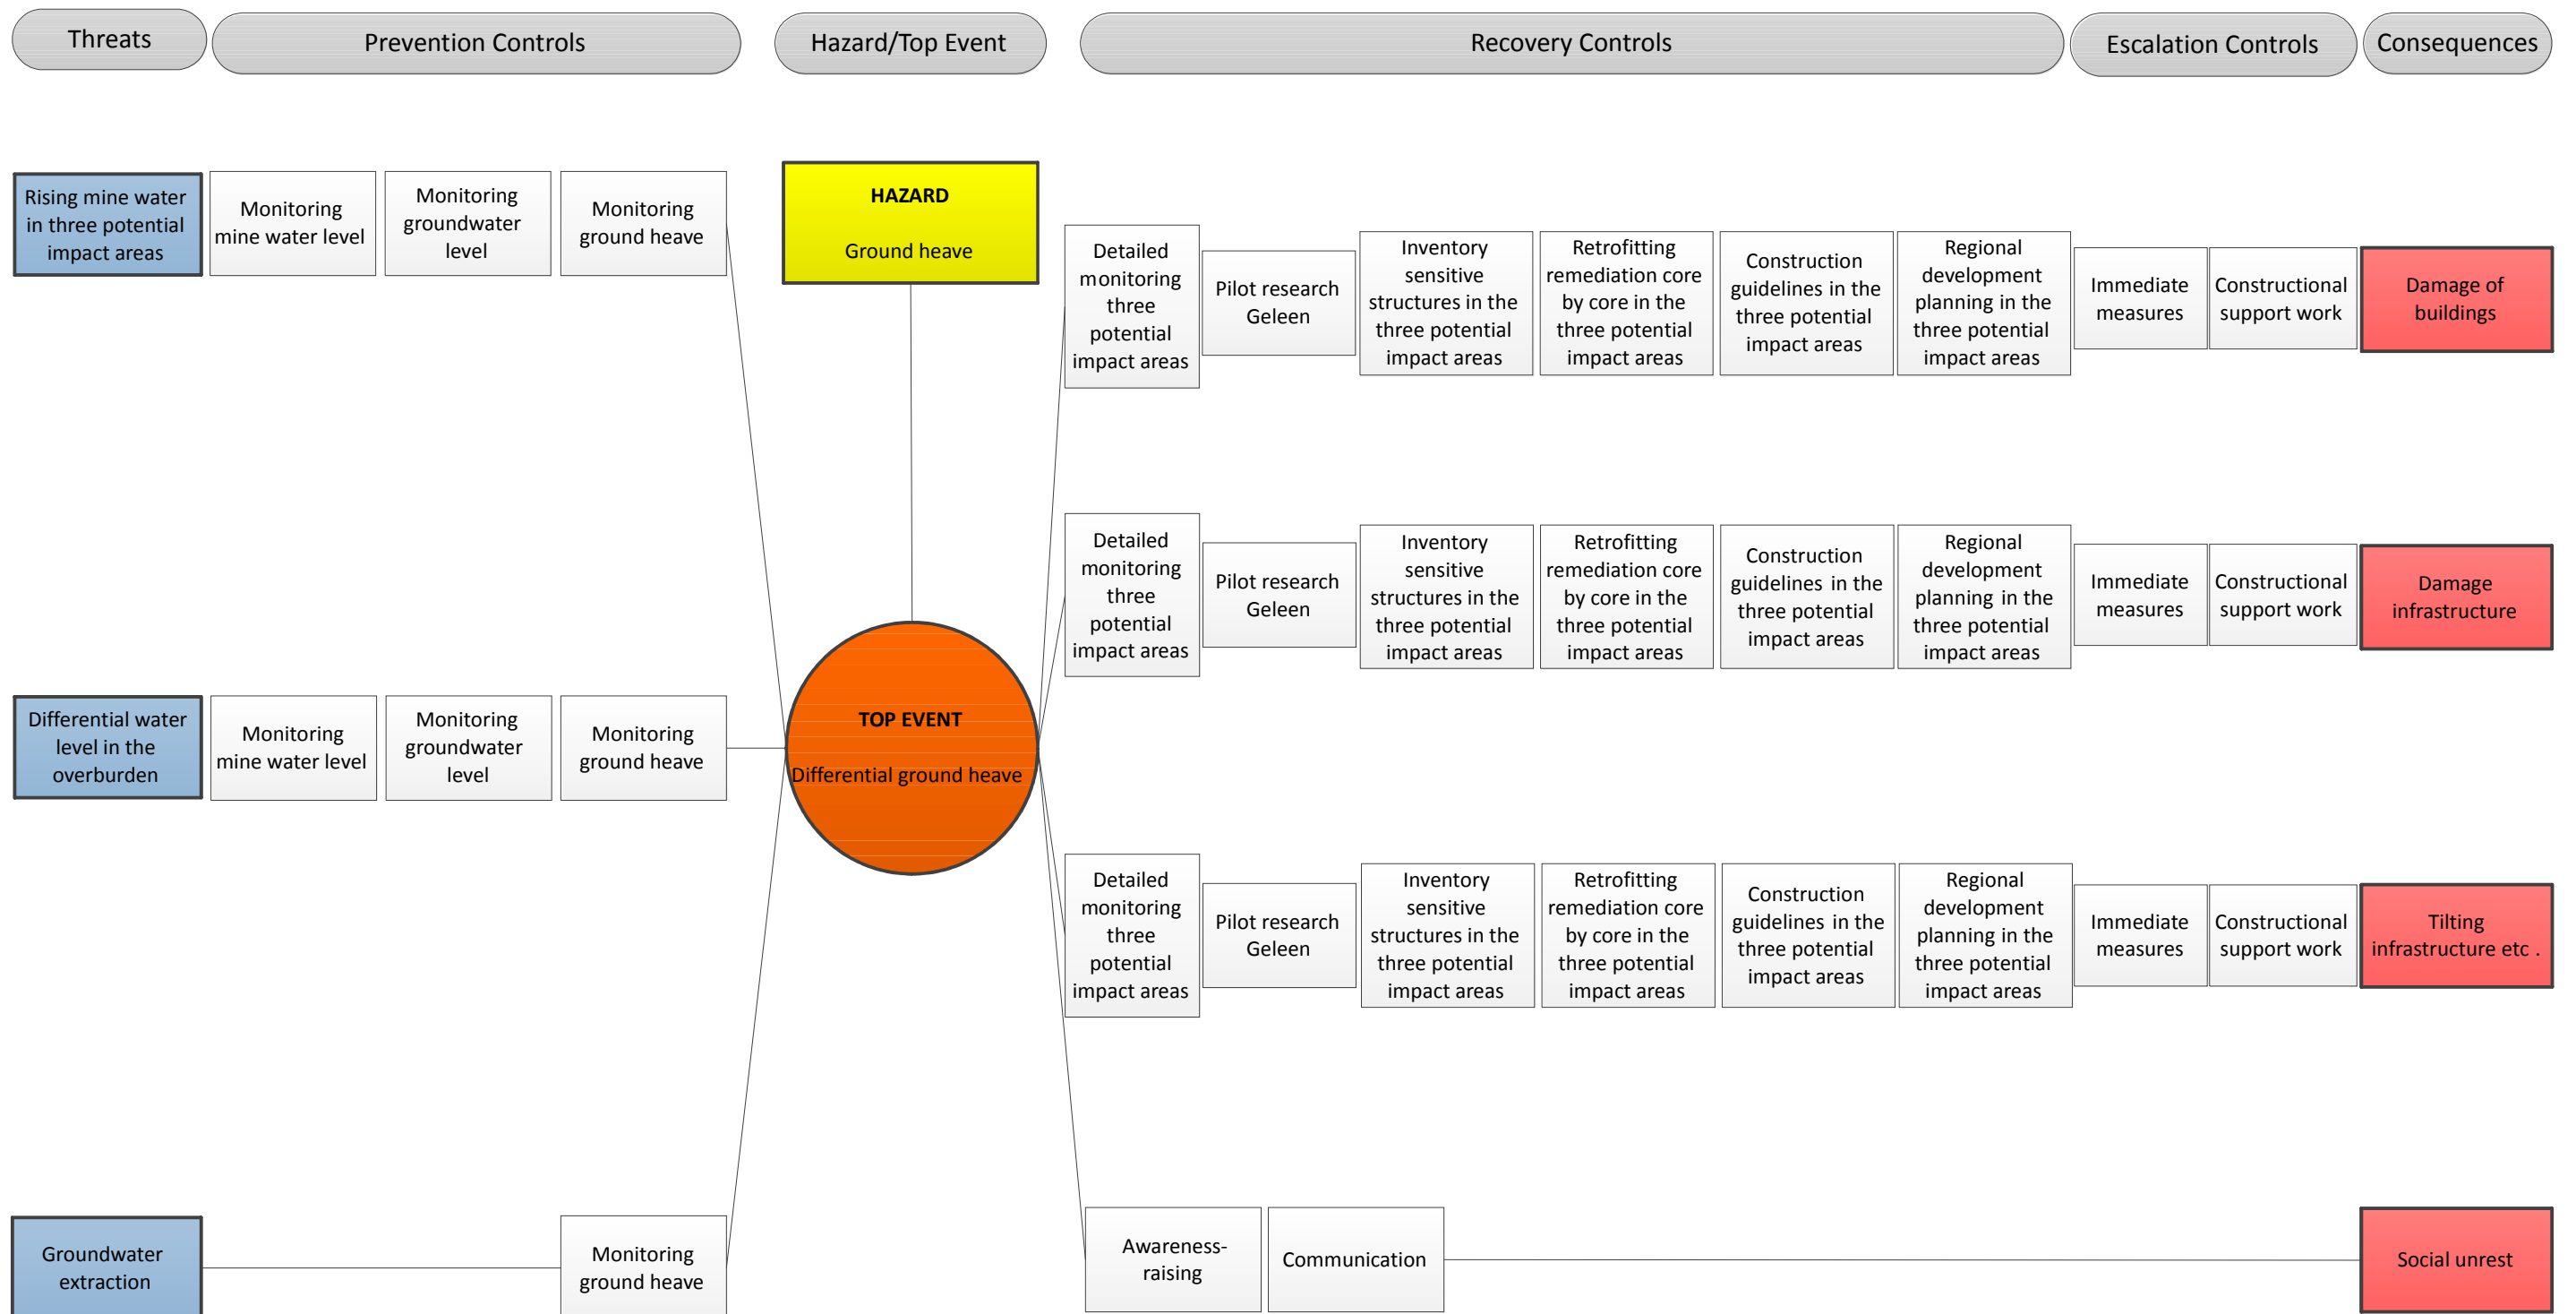 Threats
Prevention Controls
Hazard/Top Event
Recovery Controls
Escalation Controls
Consequences
Rising mine water
in three potential
impact areas
Monitoring
mine water level
Monitoring
groundwater
level
Monitoring
ground heave
HAZARD
Ground heave
Detailed
monitoring
three
potential
impact areas
Pilot research
Geleen
Inventory
sensitive
structures in the
three potential
impact areas
Retrofitting
remediation core
by core in the
three potential
impact areas
Construction
guidelines in the
three potential
impact areas
Regional
development
planning in the
three potential
impact areas
Immediate
measures
Constructional
support work
Damage of
buildings
Detailed
monitoring
three
potential
impact areas
Pilot research
Geleen
Inventory
sensitive
structures in the
three potential
impact areas
Retrofitting
remediation core
by core in the
three potential
impact areas
Construction
guidelines in the
three potential
impact areas
Regional
development
planning in the
three potential
impact areas
Immediate
measures
Constructional
support work
Damage
infrastructure
Differential water
level in the
overburden
Monitoring
mine water level
Monitoring
groundwater
level
Monitoring
ground heave
TOP EVENT
Differential ground heave
Detailed
monitoring
three
potential
impact areas
Pilot research
Geleen
Inventory
sensitive
structures in the
three potential
impact areas
Retrofitting
remediation core
by core in the
three potential
impact areas
Construction
guidelines in the
three potential
impact areas
Regional
development
planning in the
three potential
impact areas
Immediate
measures
Constructional
support work
Tilting
infrastructure etc .
Groundwater
extraction
Monitoring
ground heave
Awareness-
raising
Communication
Social unrest